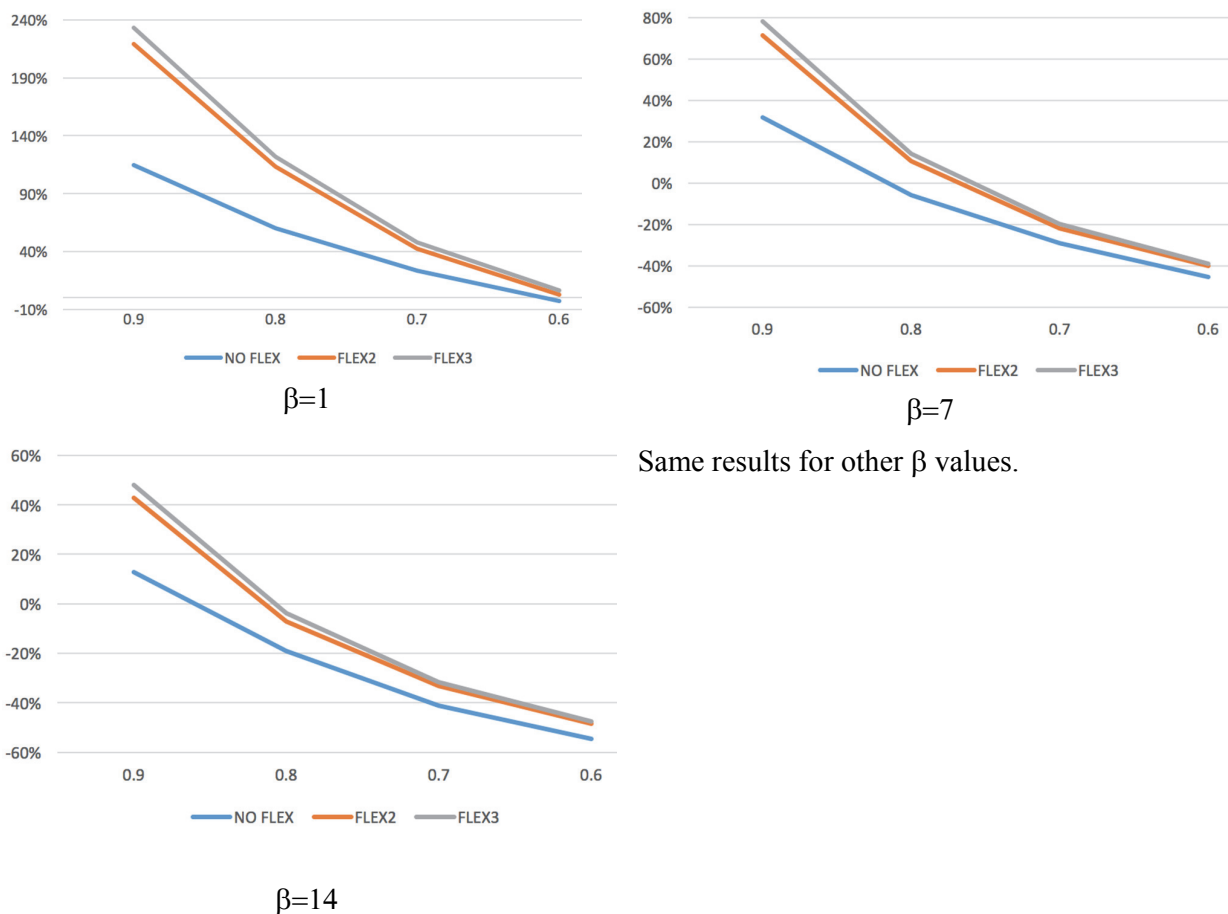 240%
190%
140%
90%
40%
-10%
0.9 0.8 0.7 0.6
NO FLEX FLEX2 FLEX3
β=1
80%
60%
40%
20%
0%
-20%
-40%
-60%
0.9 0.8 0.7 0.6
NO FLEX FLEX2 FLEX3
β=7
Same results for other β values.
60%
40%
20%
0%
-20%
-40%
-60%
0.9 0.8 0.7 0.6
NO FLEX FLEX2 FLEX3
β=14